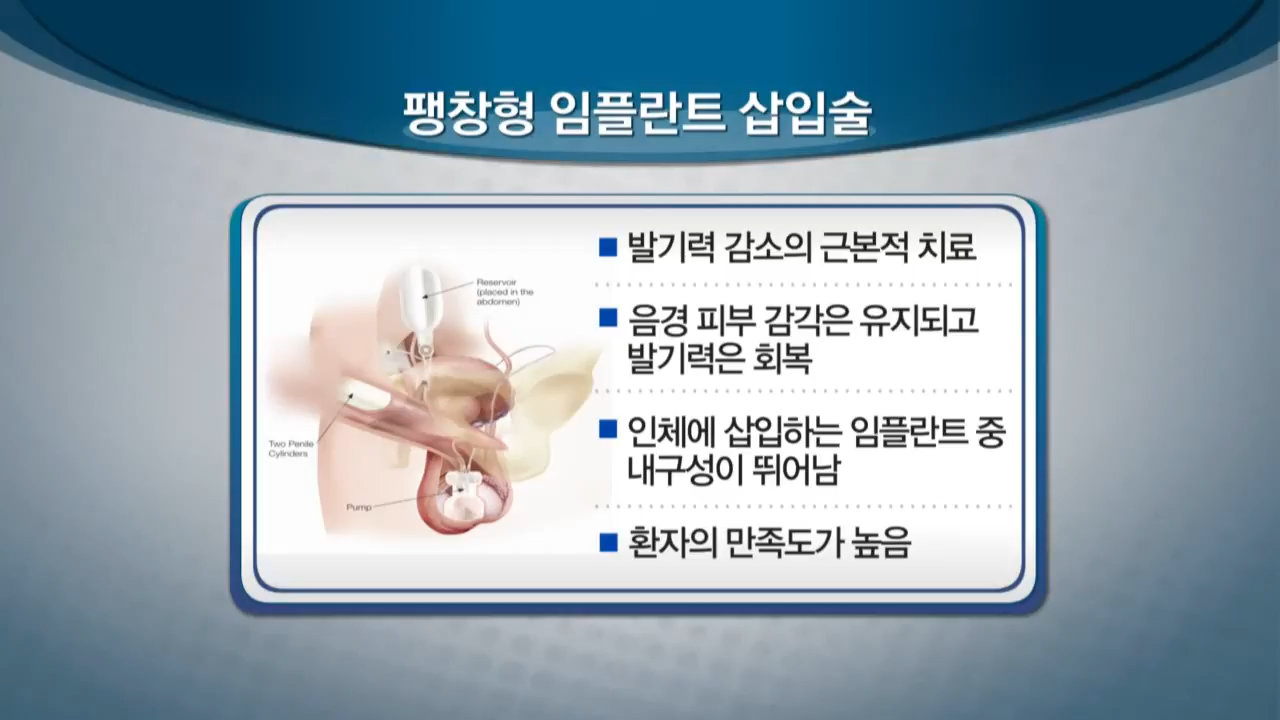 팽창형 임플란트 삽입술
Reservoir
(placed in the
abdomen)
Two Penile
Cylinders
Pump
발기력 감소의 근본적 치료
음경 피부 감각은 유지되고
발기력은 회복
인체에 삽입하는 임플란트 중
내구성이 뛰어남
환자의 만족도가 높음